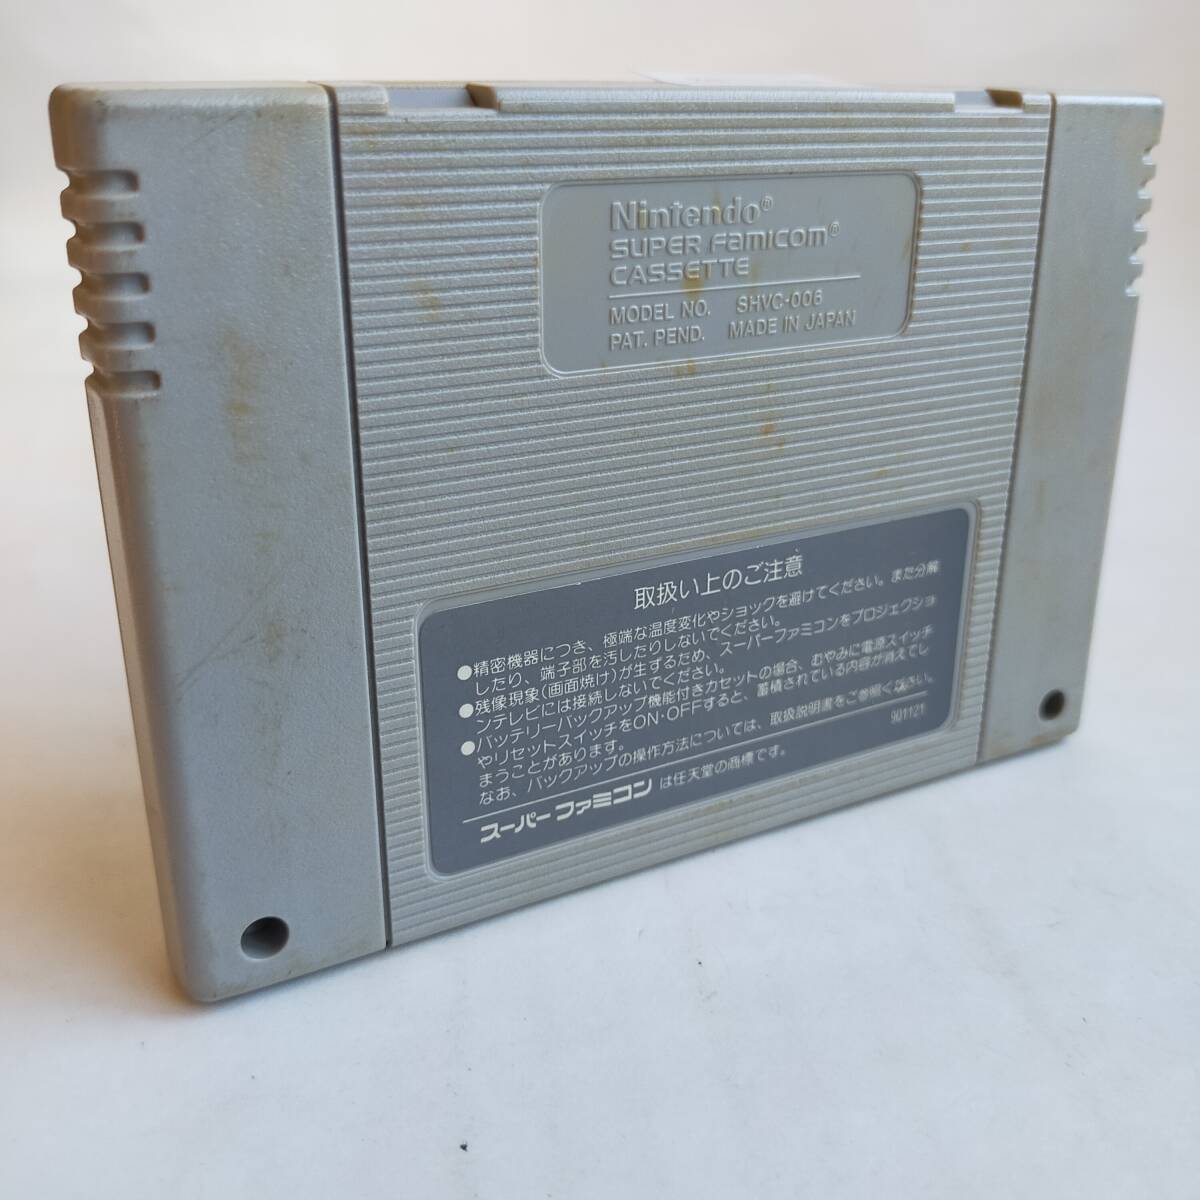 Nintendo®
SUPER FAMICOM®
CASSETTE
MODEL NO. SHVC-006
PAT. PEND. MADE IN JAPAN
取扱い上のご注意
●精密機器につき、極端な温度変化やショックを避けてください。また分解
したり、端子部を汚したりしないでください。
●残像現象(画面焼け)が生ずるため、スーパーファミコンをプロジェクショ
ンテレビには接続しないでください。
●バッテリーバックアップ機能付きカセットの場合、むやみに電源スイッチ
やリセットスイッチをON・OFFすると、蓄積されている内容が消えてし
まうことがあります。
なお、バックアップの操作方法については、取扱説明書をご参照ください。
スーパーファミコンは任天堂の商標です。
901121